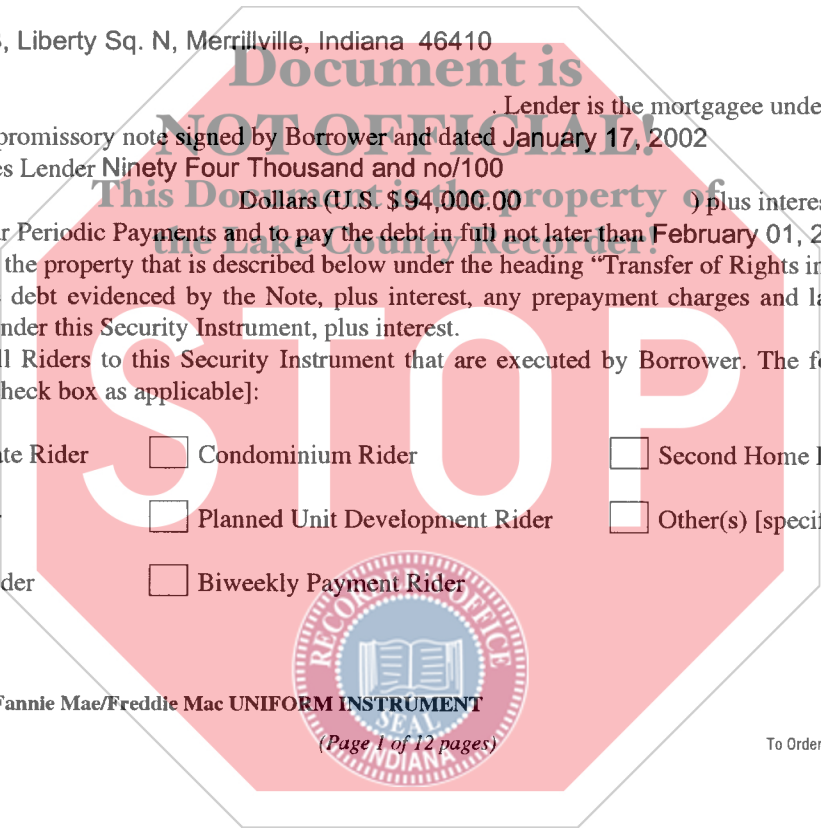 , Liberty Sq. N, Merrillville, Indiana 46410
Document is
. Lender is the mortgagee unde
promissory note signed by Borrower and dated January 17, 2002
NOT OFFICIAL!
es Lender Ninety Four Thousand and no/100
This Document is the property of
Dollars (U.S. $ 94,000.00 ) plus interes
r Periodic Payments and to pay the debt in full not later than February 01, 2
the Lake County Recorder!
the property that is described below under the heading “Transfer of Rights in
debt evidenced by the Note, plus interest, any prepayment charges and la
nder this Security Instrument, plus interest.
ll Riders to this Security Instrument that are executed by Borrower. The fo
heck box as applicable]:
STOP
te Rider Condominium Rider Second Home
Planned Unit Development Rider Other(s) [specif
der Biweekly Payment Rider
RECORDER'S OFFICE
SEAL
INDIANA
Fannie Mae/Freddie Mac UNIFORM INSTRUMENT
(Page 1 of 12 pages)
To Order